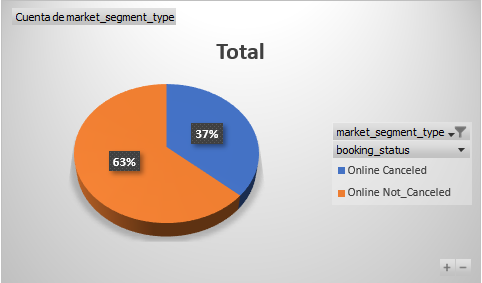 Cuenta de market_segment_type
Total
37%
63%
market_segment_type
booking_status
Online Canceled
Online Not_Canceled
+ −